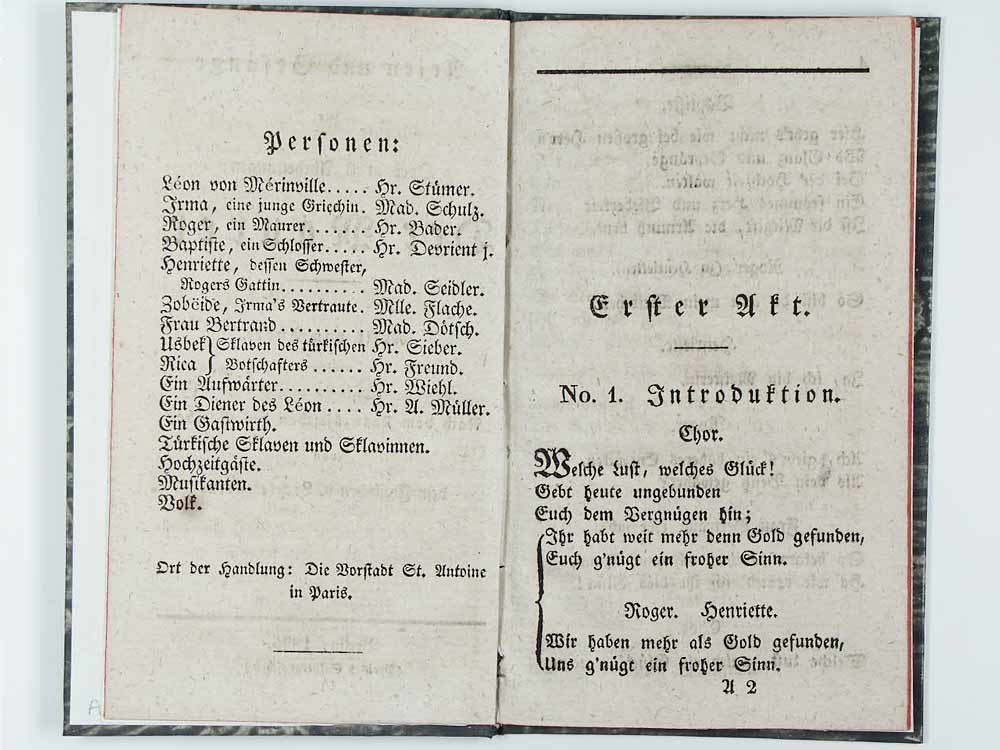 Personen:
Léon von Mérinville..... Hr. Stümer.
Irma, eine junge Griechin. Mad. Schulz.
Roger, ein Maurer....... Hr. Bader.
Baptiste, ein Schlosser..... Hr. Devrient j.
Henriette, dessen Schwester,
Rogers Gattin.......... Mad. Seidler.
Zobëide, Irma's Vertraute. Mlle. Flache.
Frau Bertrand.......... Mad. Dötsch.
Usbek } Sklaven des türkischen Hr. Sieber.
Rica } Botschafters...... Hr. Freund.
Ein Aufwärter.......... Hr. Wiehl.
Ein Diener des Léon.... Hr. A. Müller.
Ein Gastwirth.
Türkische Sklaven und Sklavinnen.
Hochzeitgäste.
Musikanten.
Volk.
Ort der Handlung: Die Vorstadt St. Antoine
in Paris.
Erster Akt.
No. 1. Introduktion.
Chor.
Welche Lust, welches Glück!
Gebt heute ungebunden
Euch dem Vergnügen hin;
Ihr habt weit mehr denn Gold gefunden,
Euch g'nügt ein froher Sinn.
Roger. Henriette.
Wir haben mehr als Gold gefunden,
Uns g'nügt ein froher Sinn.
A 2